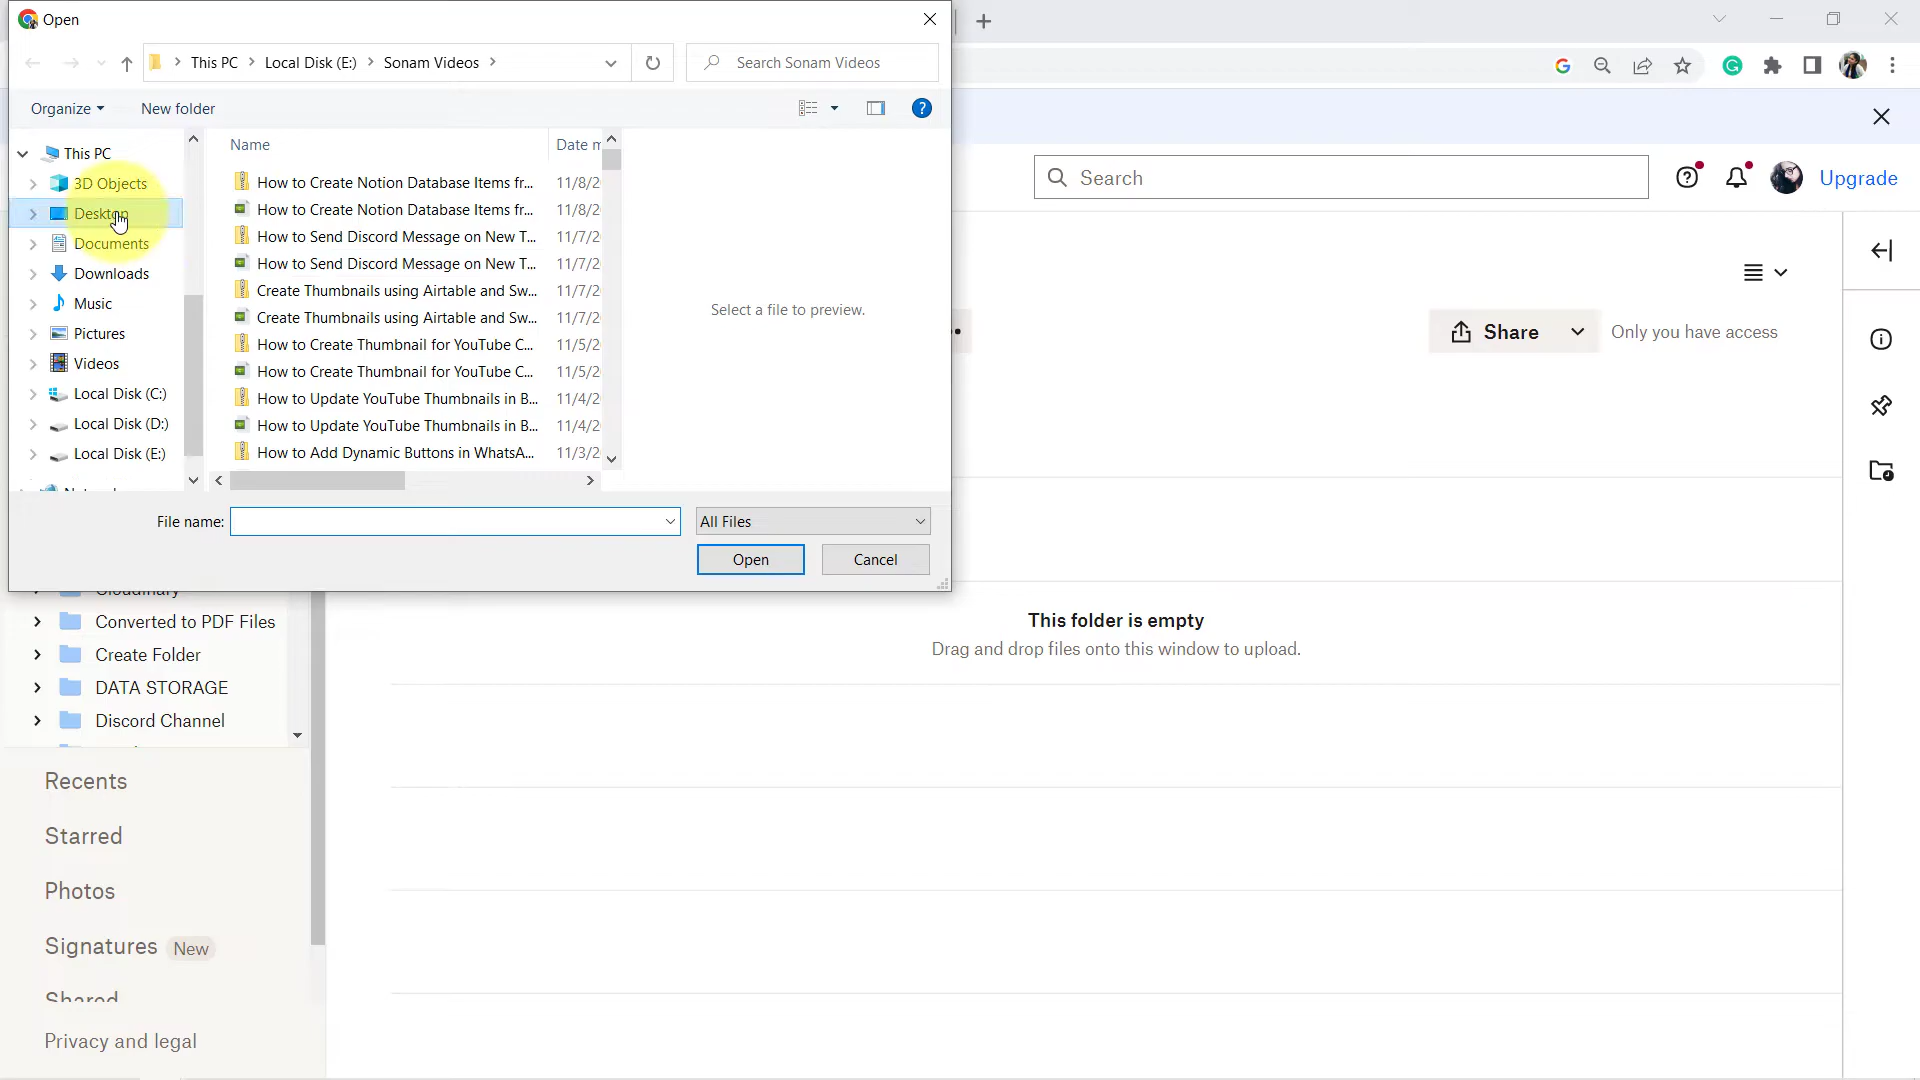 Open
This PC
Local Disk (E:)
Sonam Videos
Search Sonam Videos
Organize
New folder
?
This PC
3D Objects
Desktop
Documents
Downloads
Music
Pictures
Videos
Local Disk (C:)
Local Disk (D:)
Local Disk (E:)
Name
Date m
How to Create Notion Database Items fr... 11/8/2
How to Create Notion Database Items fr... 11/8/2
How to Send Discord Message on New T... 11/7/2
How to Send Discord Message on New T... 11/7/2
Create Thumbnails using Airtable and Sw... 11/7/2
Create Thumbnails using Airtable and Sw... 11/7/2
How to Create Thumbnail for YouTube C... 11/5/2
How to Create Thumbnail for YouTube C... 11/5/2
How to Update YouTube Thumbnails in B... 11/4/2
How to Update YouTube Thumbnails in B... 11/4/2
How to Add Dynamic Buttons in WhatsA... 11/3/2
Select a file to preview.
File name:
All Files
Open
Cancel
Search
Upgrade
Share
Only you have access
This folder is empty
Drag and drop files onto this window to upload.
Cloudinary
Converted to PDF Files
Create Folder
DATA STORAGE
Discord Channel
Recents
Starred
Photos
Signatures New
Shared
Privacy and legal